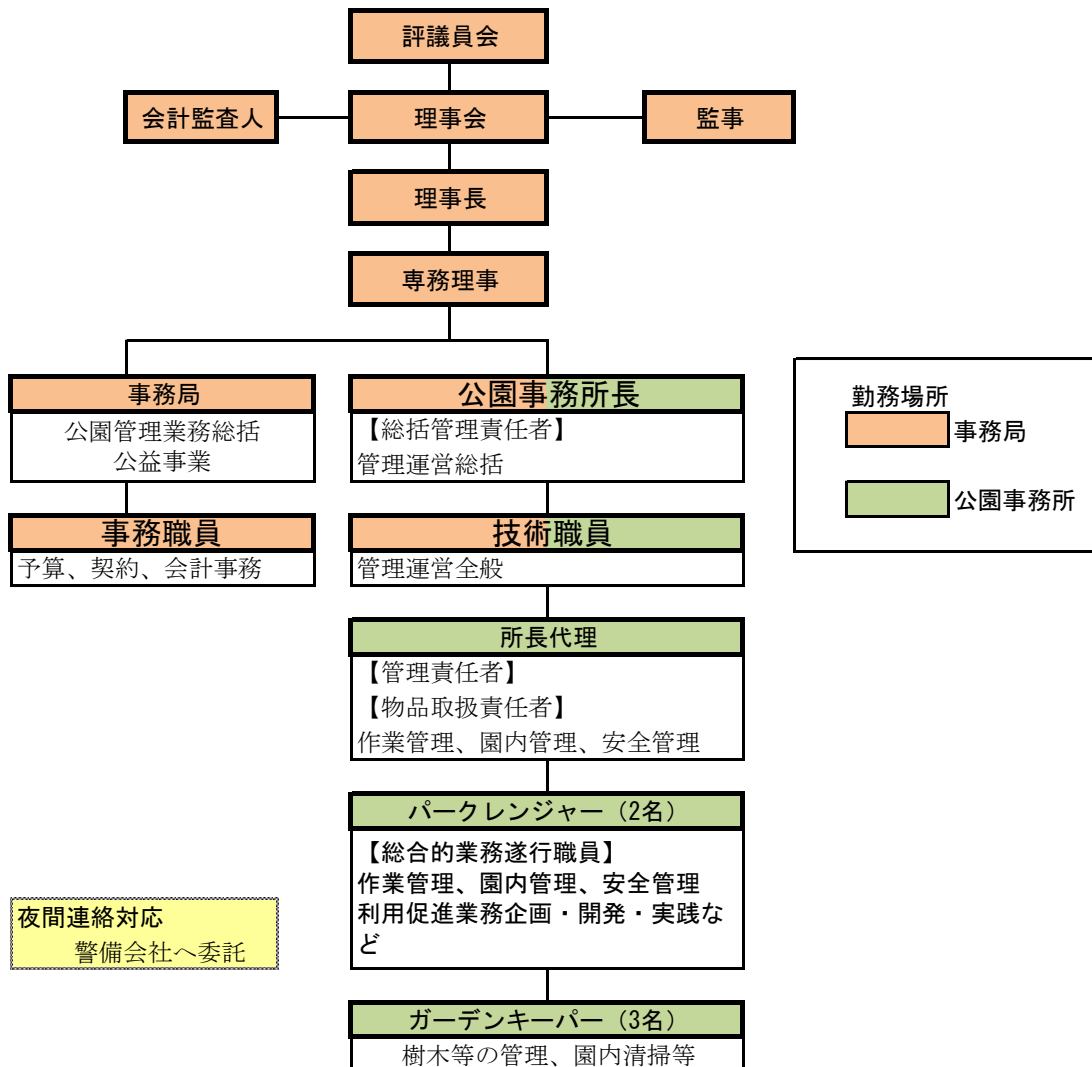 評議員会
会計監査人
理事会
監事
理事長
専務理事
事務局
公園管理業務総括
公益事業
公園事務所長
【総括管理責任者】
管理運営総括
勤務場所
事務局
公園事務所
事務職員
予算、契約、会計事務
技術職員
管理運営全般
所長代理
【管理責任者】
【物品取扱責任者】
作業管理、園内管理、安全管理
パークレンジャー（2名）
【総合的業務遂行職員】
作業管理、園内管理、安全管理
利用促進業務企画・開発・実践な
ど
夜間連絡対応
警備会社へ委託
ガーデンキーパー（3名）
樹木等の管理、園内清掃等